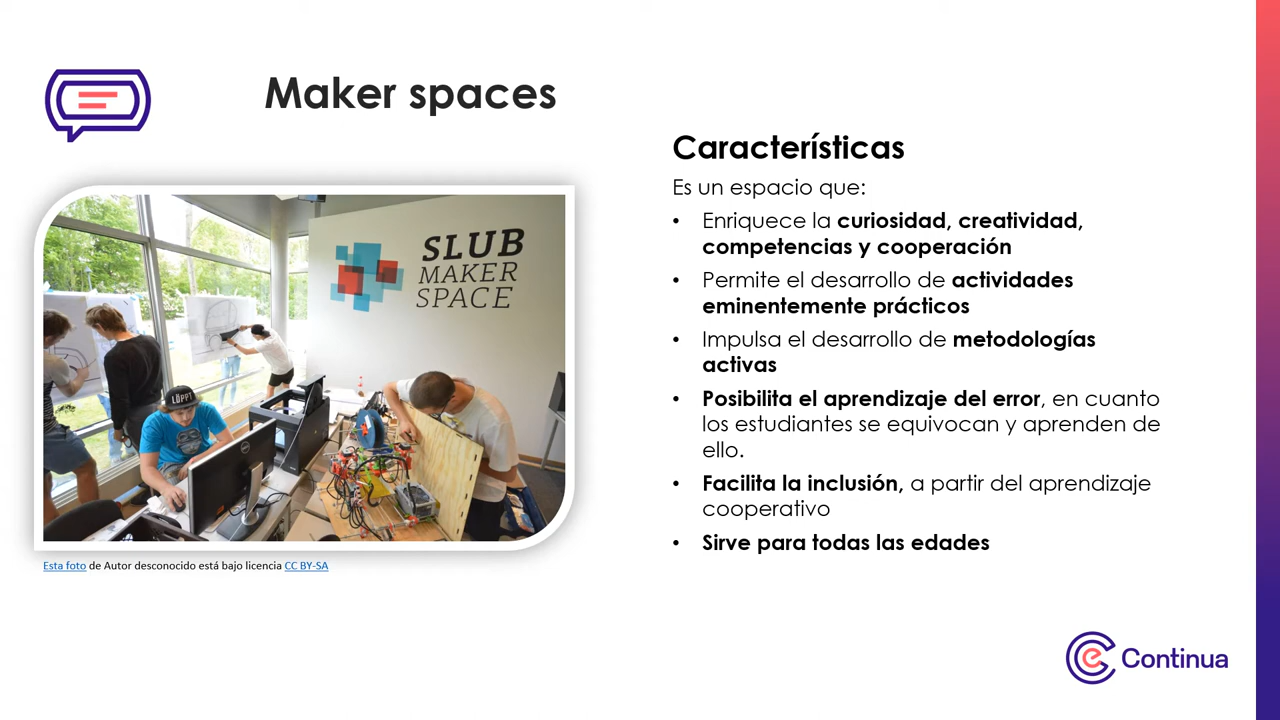 Maker spaces
SLUB
MAKER
SPACE
LÖPPT
DELL
Esta foto de Autor desconocido está bajo licencia CC BY-SA
Características
Es un espacio que:
• Enriquece la curiosidad, creatividad,
competencias y cooperación
• Permite el desarrollo de actividades
eminentemente prácticos
• Impulsa el desarrollo de metodologías
activas
• Posibilita el aprendizaje del error, en cuanto
los estudiantes se equivocan y aprenden de
ello.
• Facilita la inclusión, a partir del aprendizaje
cooperativo
• Sirve para todas las edades
e Continua